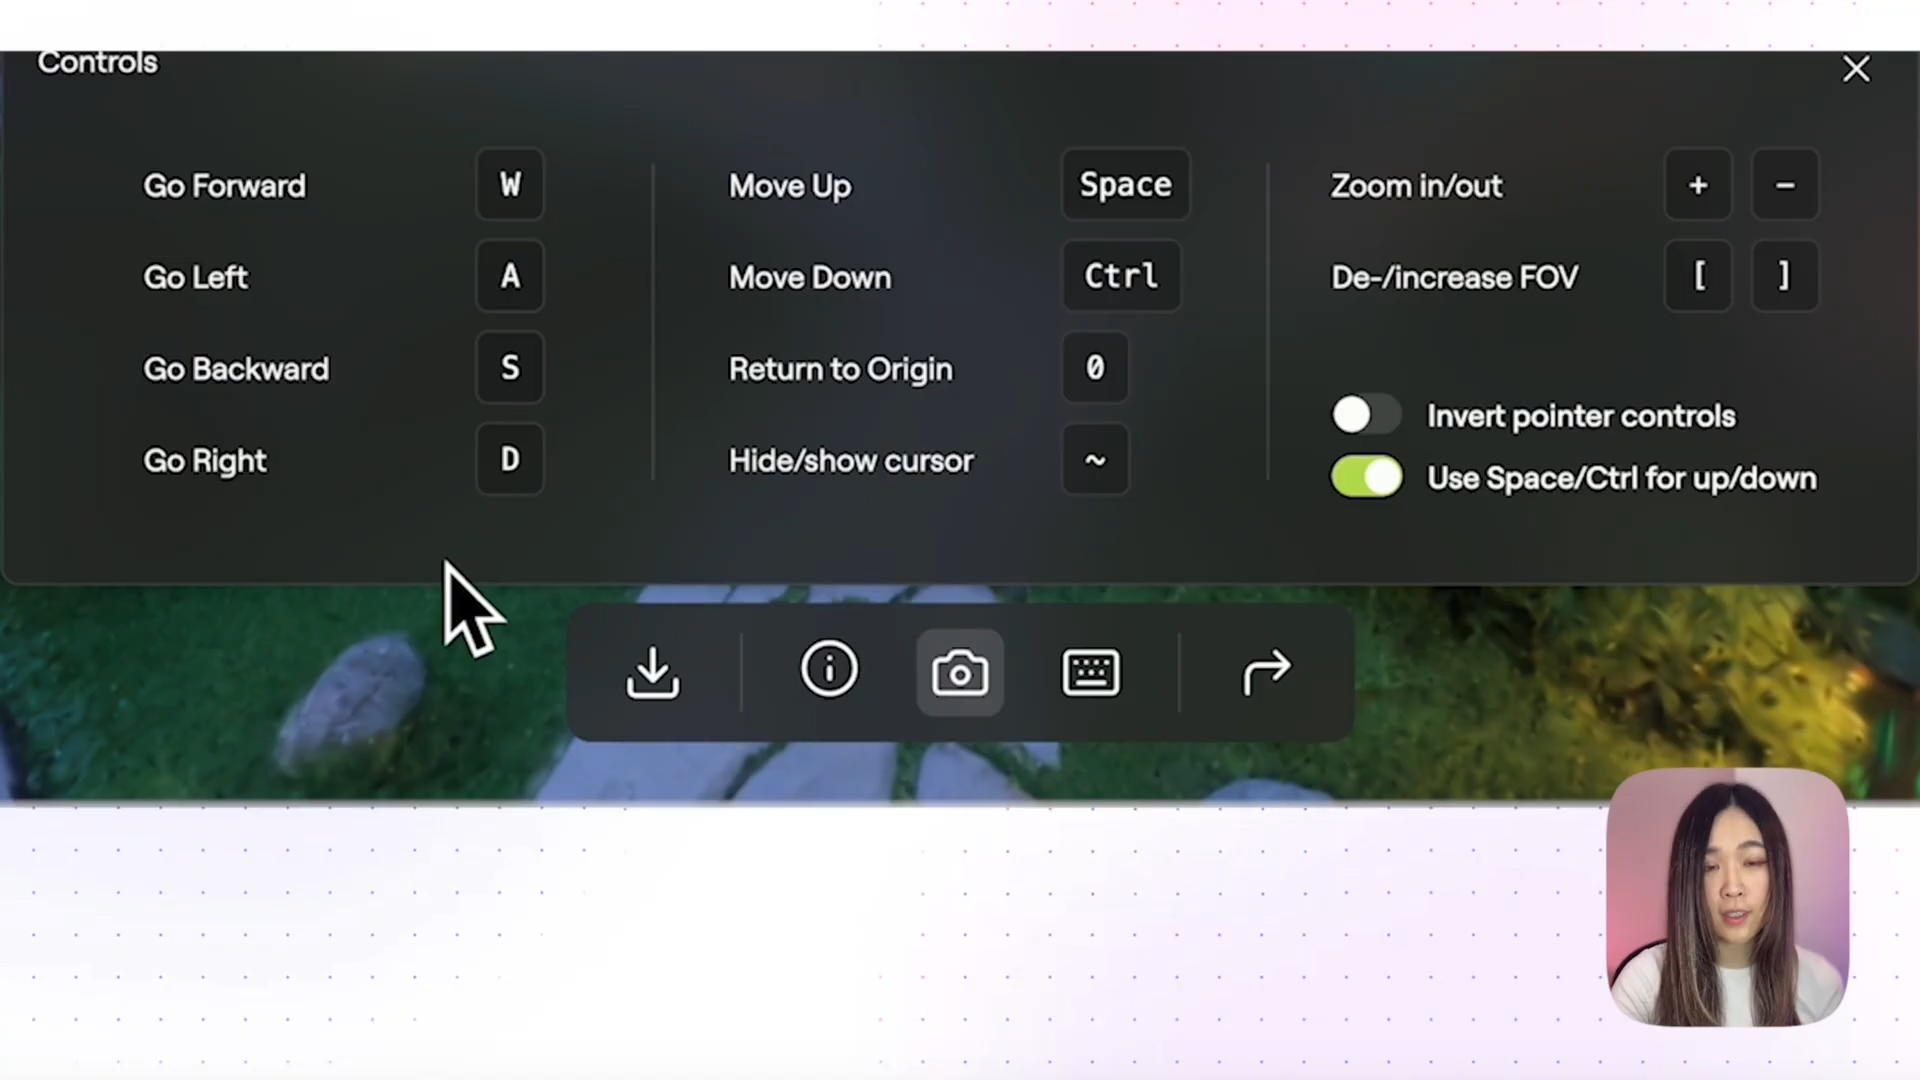 Controls
Go Forward W
Go Left A
Go Backward S
Go Right D
Move Up Space
Move Down Ctrl
Return to Origin 0
Hide/show cursor ~
Zoom in/out + −
De-/increase FOV [ ]
Invert pointer controls
Use Space/Ctrl for up/down